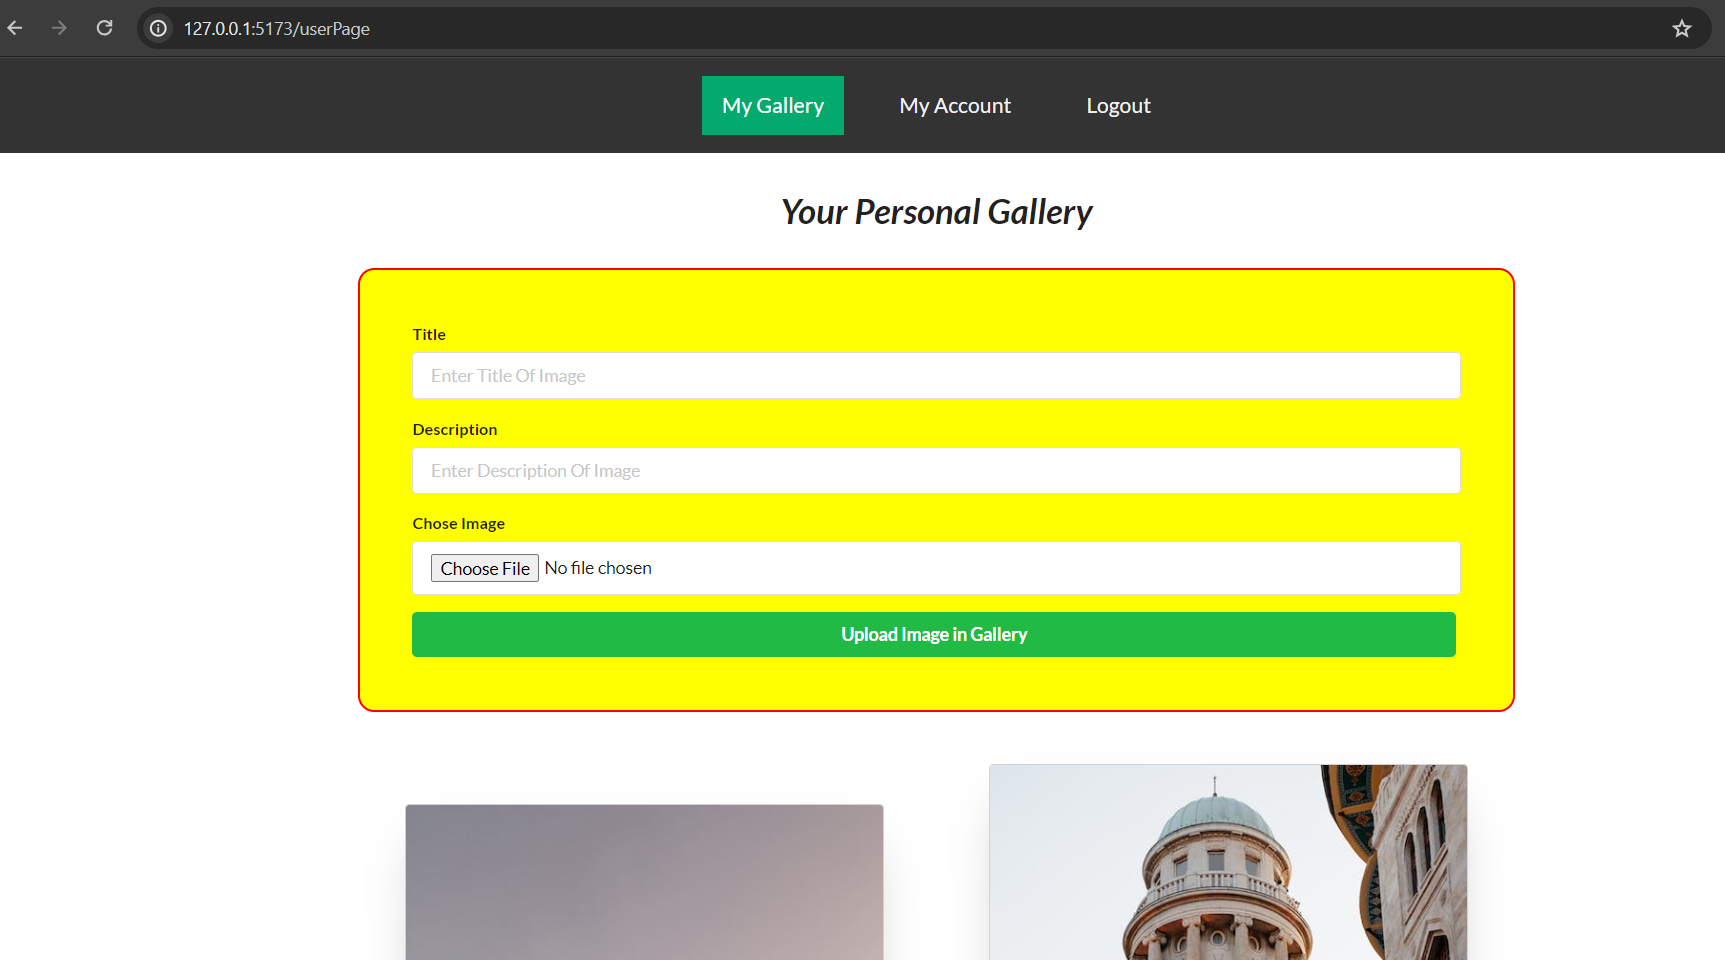 127.0.0.1:5173/userPage
My Gallery My Account Logout
Your Personal Gallery
Title
Enter Title Of Image
Description
Enter Description Of Image
Chose Image
Choose File No file chosen
Upload Image in Gallery